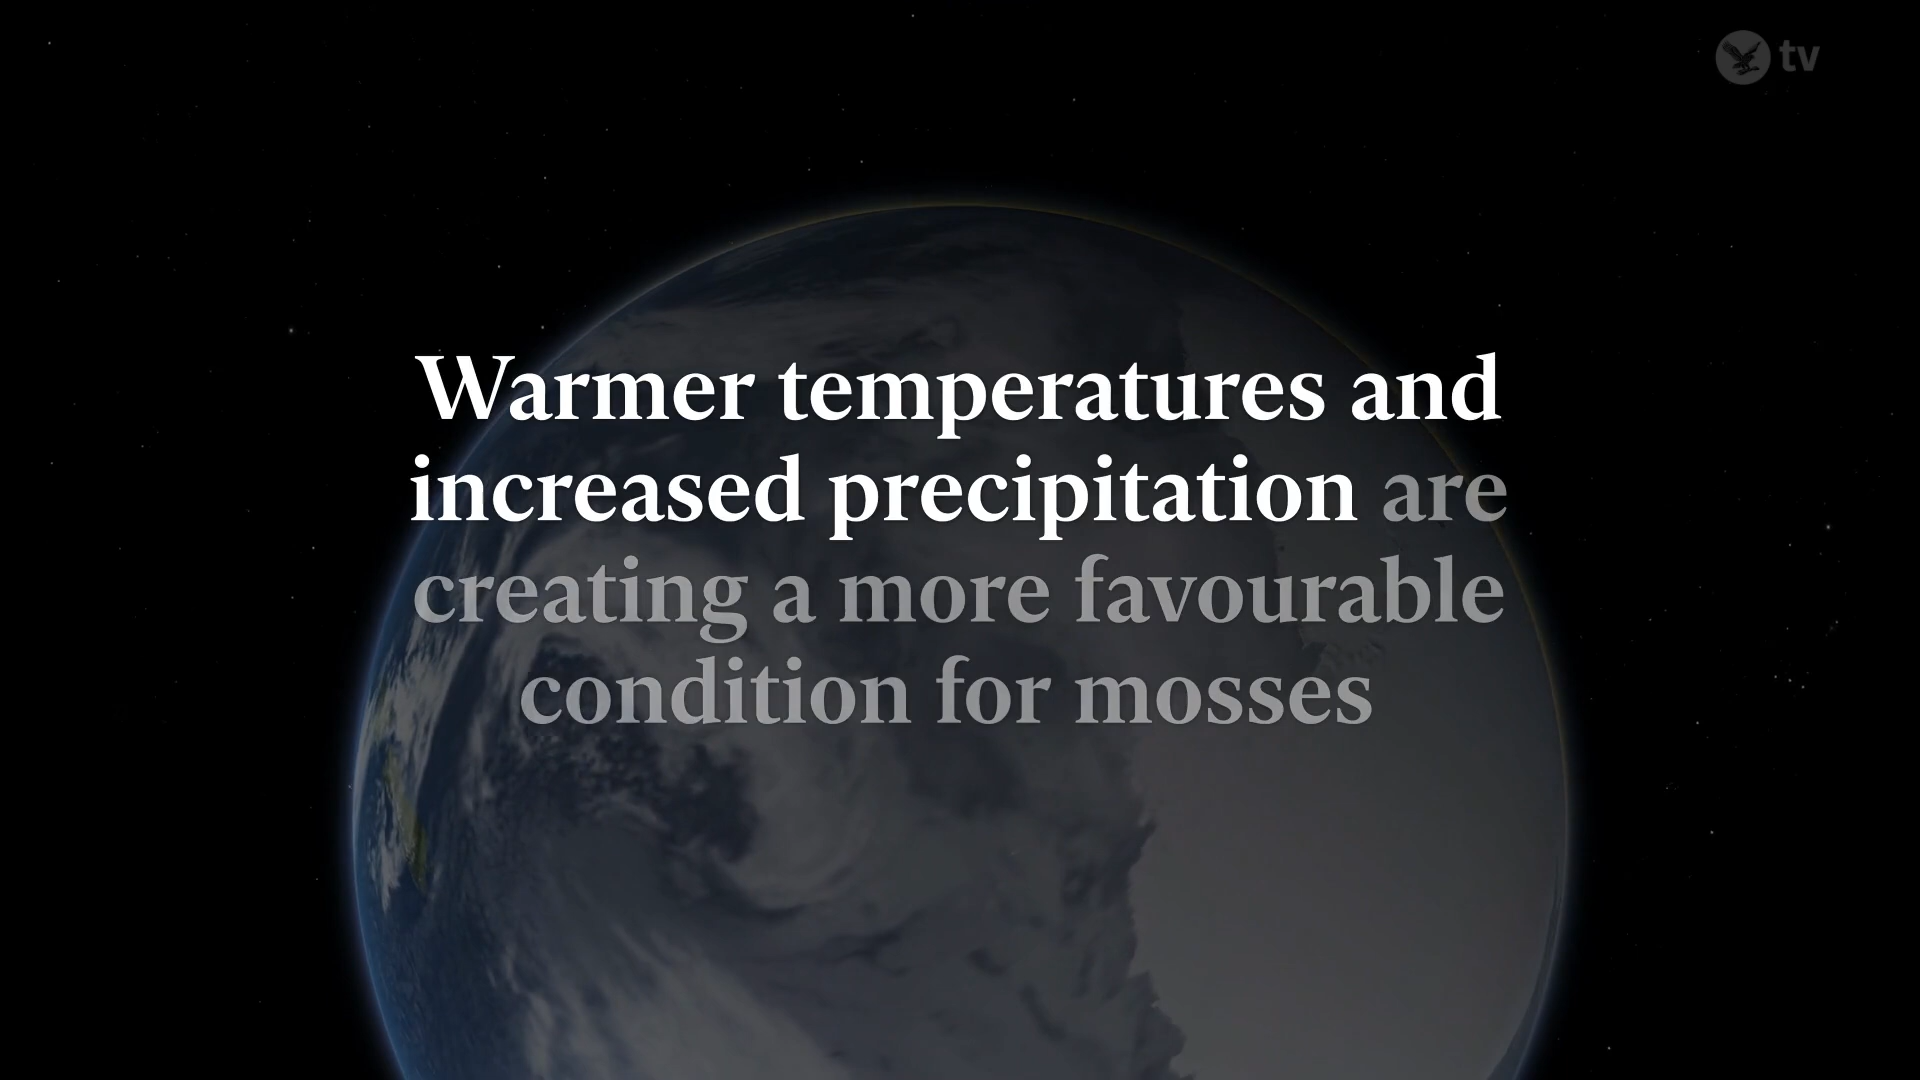 tv
Warmer temperatures and
increased precipitation are
creating a more favourable
condition for mosses